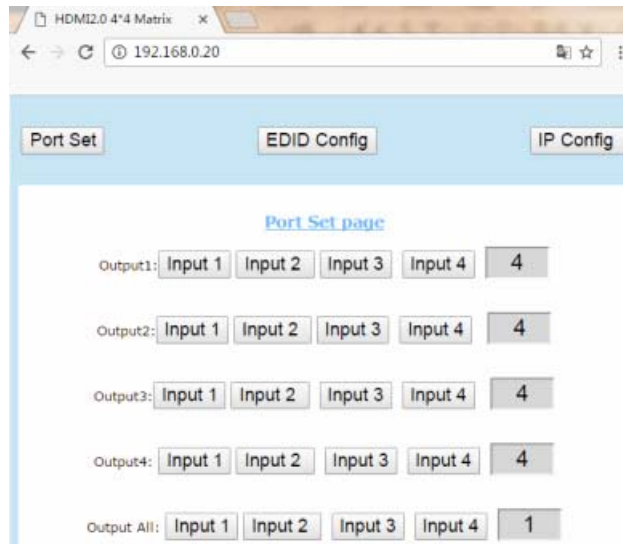 HDMI2.0 4*4 Matrix
192.168.0.20
Port Set EDID Config IP Config
Port Set page
Output1: Input 1 Input 2 Input 3 Input 4 4
Output2: Input 1 Input 2 Input 3 Input 4 4
Output3: Input 1 Input 2 Input 3 Input 4 4
Output4: Input 1 Input 2 Input 3 Input 4 4
Output All: Input 1 Input 2 Input 3 Input 4 1